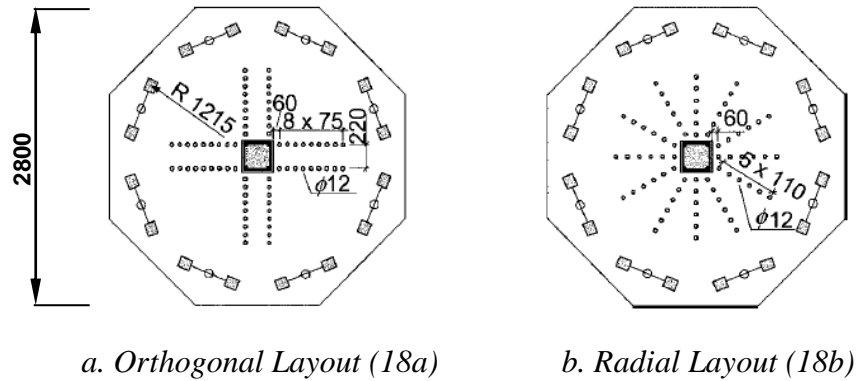 2800
R 1215
60
8 x 75
220
ϕ12
60
5 x 110
ϕ12
a. Orthogonal Layout (18a)
b. Radial Layout (18b)